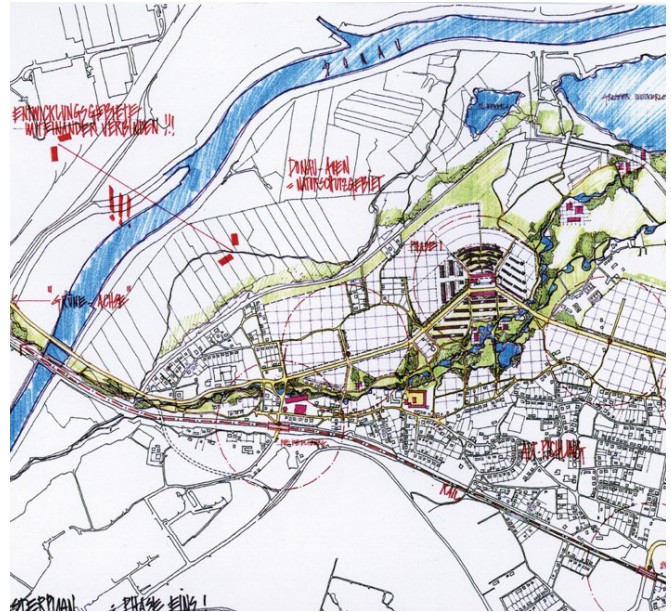 DONAU
ENTWICKLUNGSGEBIETE
MITEINANDER VERBINDEN !!!
!!!
DONAU-AUEN
= NATURSCHUTZGEBIET
PHASE 1
"GRÜNE - ACHSE"
ALT PICHLING
RAIL
PHASE EINS !